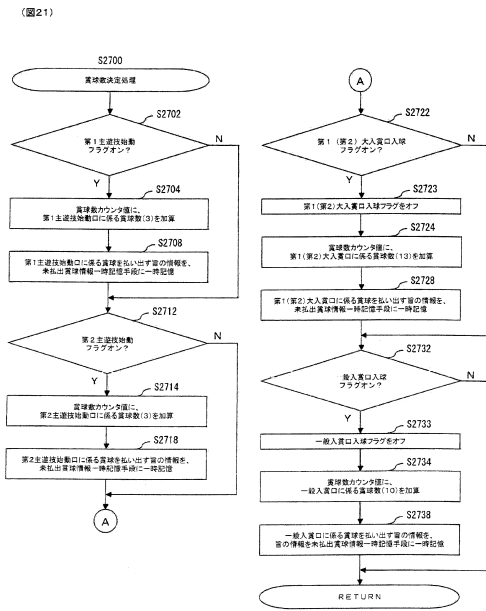 (図21)
S2700
賞球数決定処理
S2702
第1主遊技始動
フラグオン?
N
Y
S2704
賞球数カウンタ値に、
第1主遊技始動口に係る賞球数(3)を加算
S2708
第1主遊技始動口に係る賞球を払い出す旨の情報を、
未払出賞球情報一時記憶手段に一時記憶
S2712
第2主遊技始動
フラグオン?
N
Y
S2714
賞球数カウンタ値に、
第2主遊技始動口に係る賞球数(3)を加算
S2718
第2主遊技始動口に係る賞球を払い出す旨の情報を、
未払出賞球情報一時記憶手段に一時記憶
A
A
S2722
第1(第2)大入賞口入球
フラグオン?
N
Y
S2723
第1(第2)大入賞口入球フラグをオフ
S2724
賞球数カウンタ値に、
第1(第2)大入賞口に係る賞球数(13)を加算
S2728
第1(第2)大入賞口に係る賞球を払い出す旨の情報を、
未払出賞球情報一時記憶手段に一時記憶
S2732
一般入賞口入球
フラグオン?
N
Y
S2733
一般入賞口入球フラグをオフ
S2734
賞球数カウンタ値に、
一般入賞口に係る賞球数(10)を加算
S2738
一般入賞口に係る賞球を払い出す旨の情報を、
旨の情報を未払出賞球情報一時記憶手段に一時記憶
RETURN